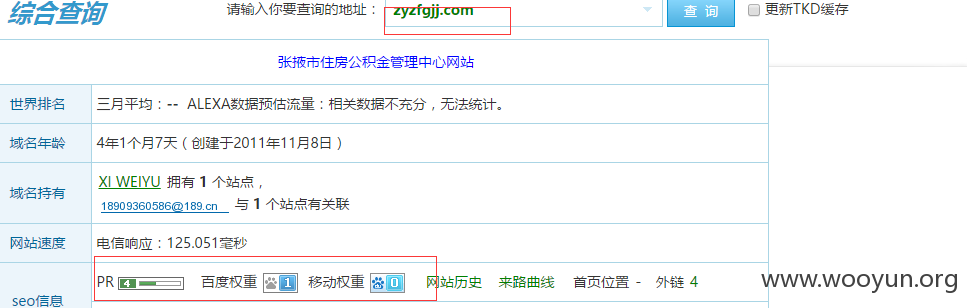 综合查询 请输入你要查询的地址： zyzfgjj.com 查 询 更新TKD缓存
张掖市住房公积金管理中心网站
世界排名 三月平均：-- ALEXA数据预估流量：相关数据不充分，无法统计。
域名年龄 4年1个月7天（创建于2011年11月8日）
域名持有 XI WEIYU 拥有 1 个站点，
18909360586@189.cn 与 1 个站点有关联
网站速度 电信响应：125.051毫秒
seo信息 PR 4 百度权重 1 移动权重 0 网站历史 来路曲线 首页位置 - 外链 4
www.wooyun.org